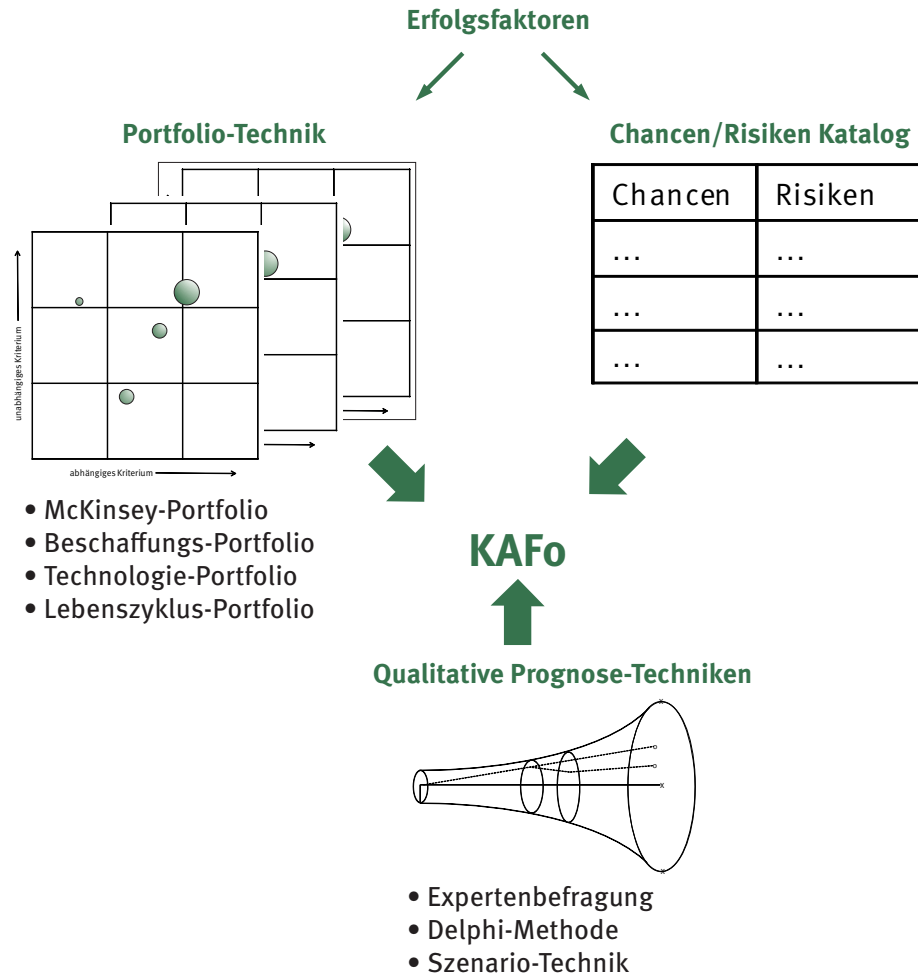 Erfolgsfaktoren
Portfolio-Technik
unabhängiges Kriterium
abhängiges Kriterium
• McKinsey-Portfolio
• Beschaffungs-Portfolio
• Technologie-Portfolio
• Lebenszyklus-Portfolio
Chancen/Risiken Katalog
Chancen Risiken
... ...
... ...
... ...
KAFo
Qualitative Prognose-Techniken
• Expertenbefragung
• Delphi-Methode
• Szenario-Technik